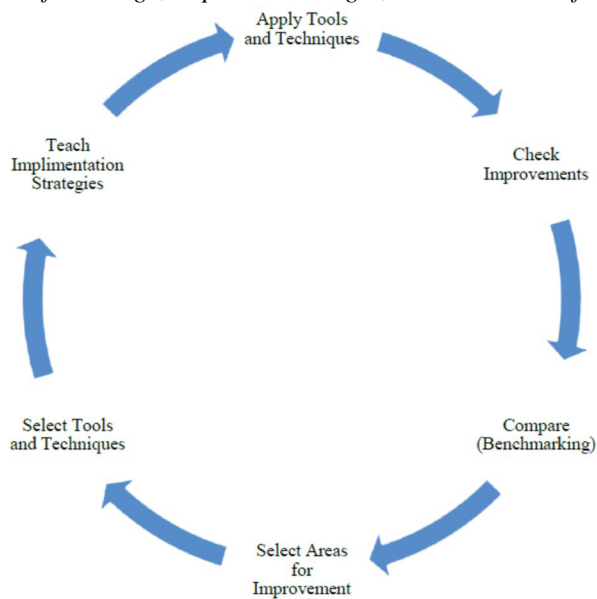 Apply Tools
and Techniques
Check
Improvements
Compare
(Benchmarking)
Select Areas
for
Improvement
Select Tools
and Techniques
Teach
Implimentation
Strategies